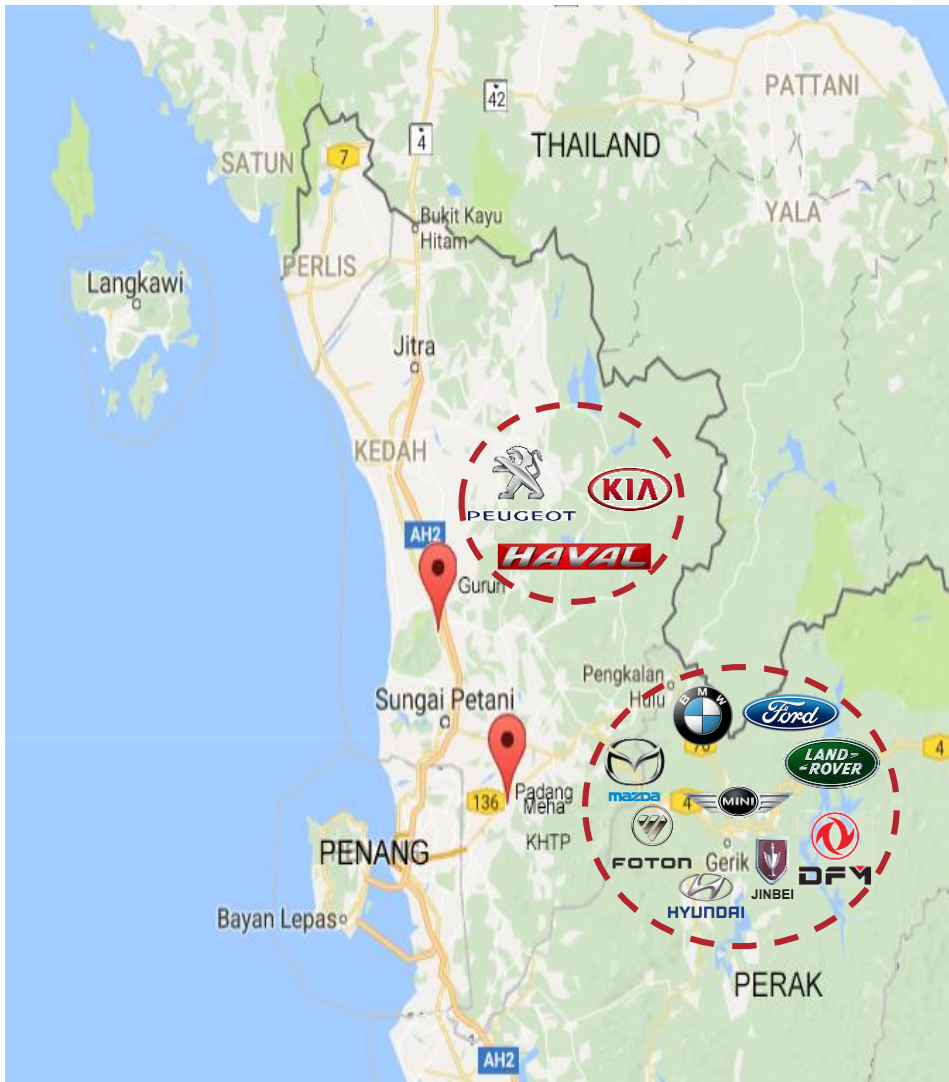 PATTANI
42
THAILAND
4
7
SATUN
YALA
Bukit Kayu
Hitam
PERLIS
Langkawi
Jitra
KEDAH
PEUGEOT
KIA
HAVAL
AH2
Gurun
Pengkalan
Hulu
BMW
Ford
Sungai Petani
76
LAND
ROVER
4
mazda
136
Padang
Meha
4
MINI
KHTP
PENANG
FOTON
Gerik
JINBEI
DFM
HYUNDAI
Bayan Lepas
PERAK
AH2